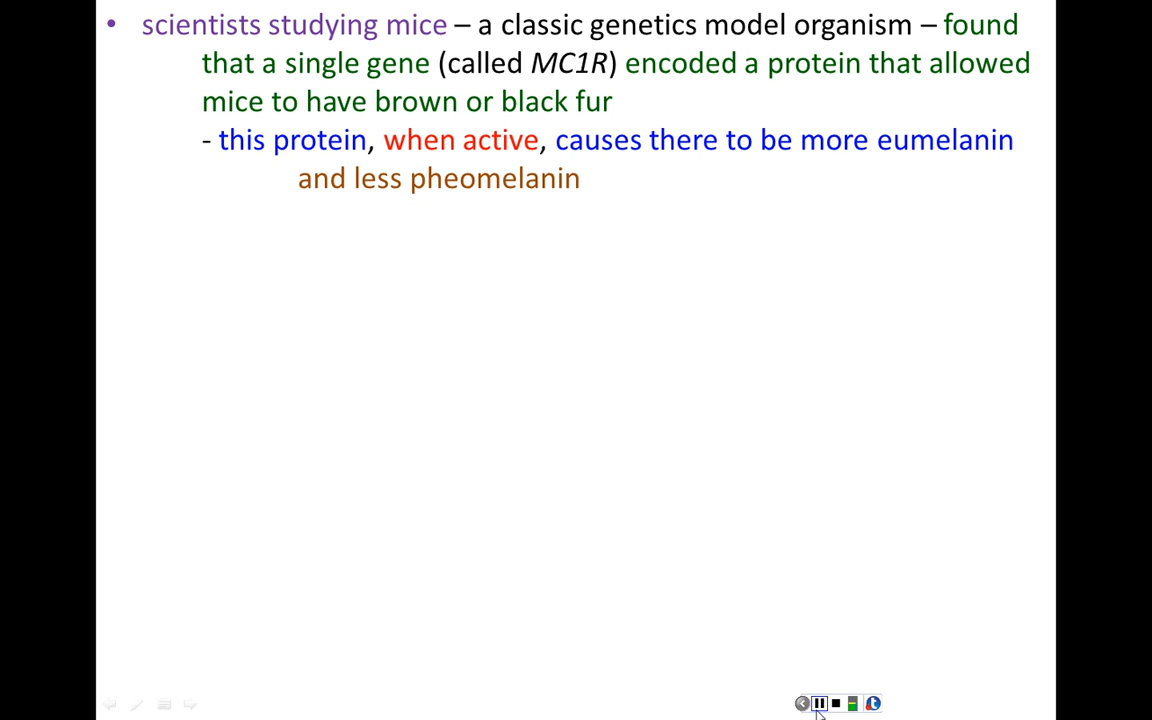 • scientists studying mice – a classic genetics model organism – found
that a single gene (called MC1R) encoded a protein that allowed
mice to have brown or black fur
- this protein, when active, causes there to be more eumelanin
and less pheomelanin